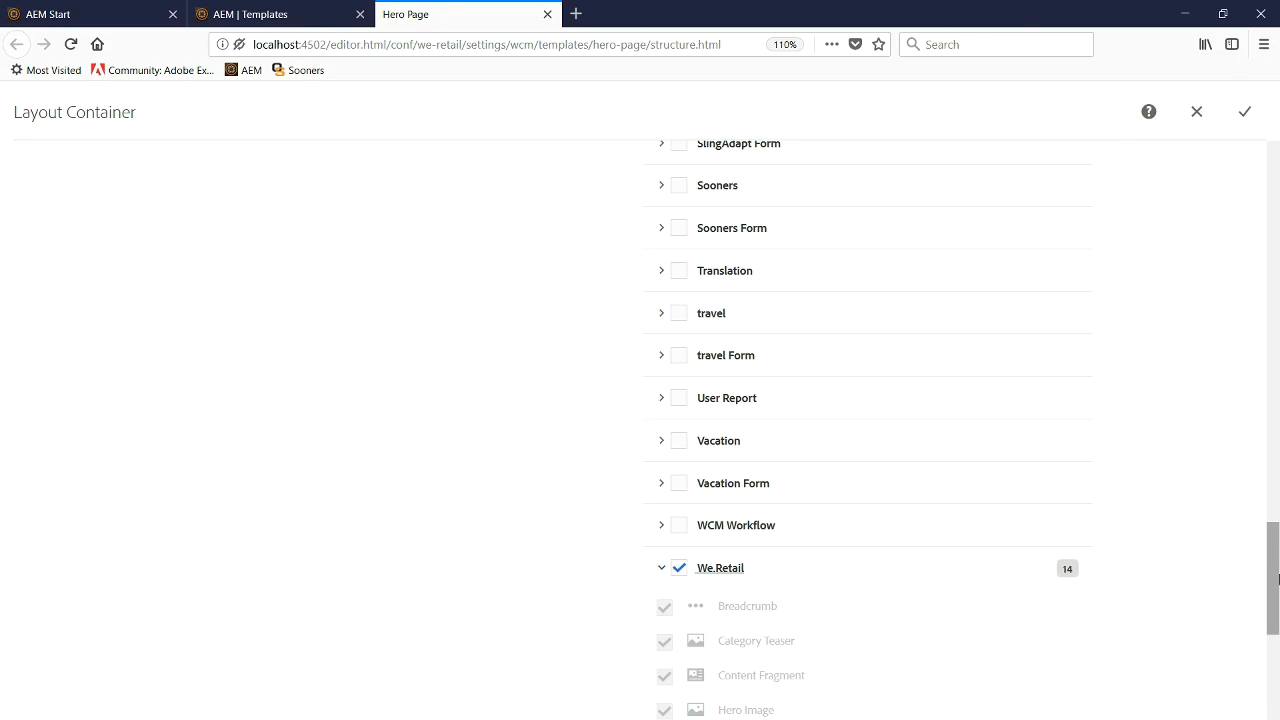 AEM Start
AEM | Templates
Hero Page
localhost:4502/editor.html/conf/we-retail/settings/wcm/templates/hero-page/structure.html
110%
Search
Most Visited
Community: Adobe Ex...
AEM
Sooners
Layout Container
SlingAdapt Form
Sooners
Sooners Form
Translation
travel
travel Form
User Report
Vacation
Vacation Form
WCM Workflow
We.Retail 14
Breadcrumb
Category Teaser
Content Fragment
Hero Image